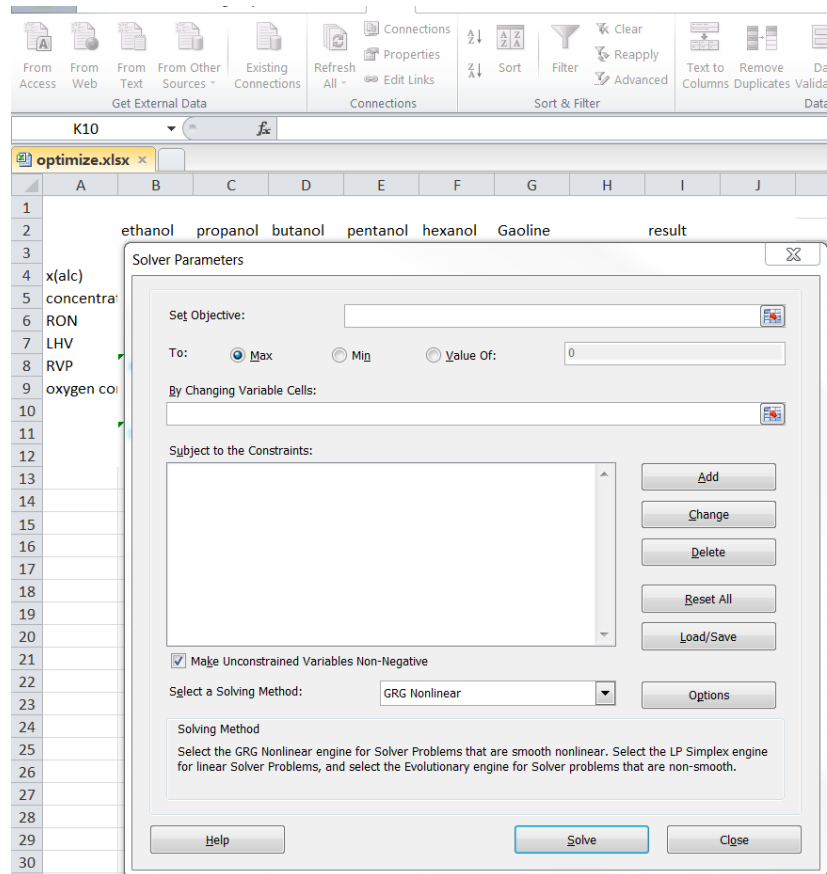 From Access
From Web
From Text
From Other Sources
Existing Connections
Get External Data
Refresh All
Connections
Properties
Edit Links
Connections
Sort
Filter
Clear
Reapply
Advanced
Sort & Filter
Text to Columns
Remove Duplicates
Da
Valida
Data
K10
fx
optimize.xlsx
A B C D E F G H I J
1
2 ethanol propanol butanol pentanol hexanol Gaoline result
3
4 x(alc)
5 concentrat
6 RON
7 LHV
8 RVP
9 oxygen co
10
11
12
13
14
15
16
17
18
19
20
21
22
23
24
25
26
27
28
29
30
Solver Parameters
Set Objective:
To: Max Min Value Of: 0
By Changing Variable Cells:
Subject to the Constraints:
Add
Change
Delete
Reset All
Load/Save
Make Unconstrained Variables Non-Negative
Select a Solving Method: GRG Nonlinear
Options
Solving Method
Select the GRG Nonlinear engine for Solver Problems that are smooth nonlinear. Select the LP Simplex engine
for linear Solver Problems, and select the Evolutionary engine for Solver problems that are non-smooth.
Help
Solve
Close